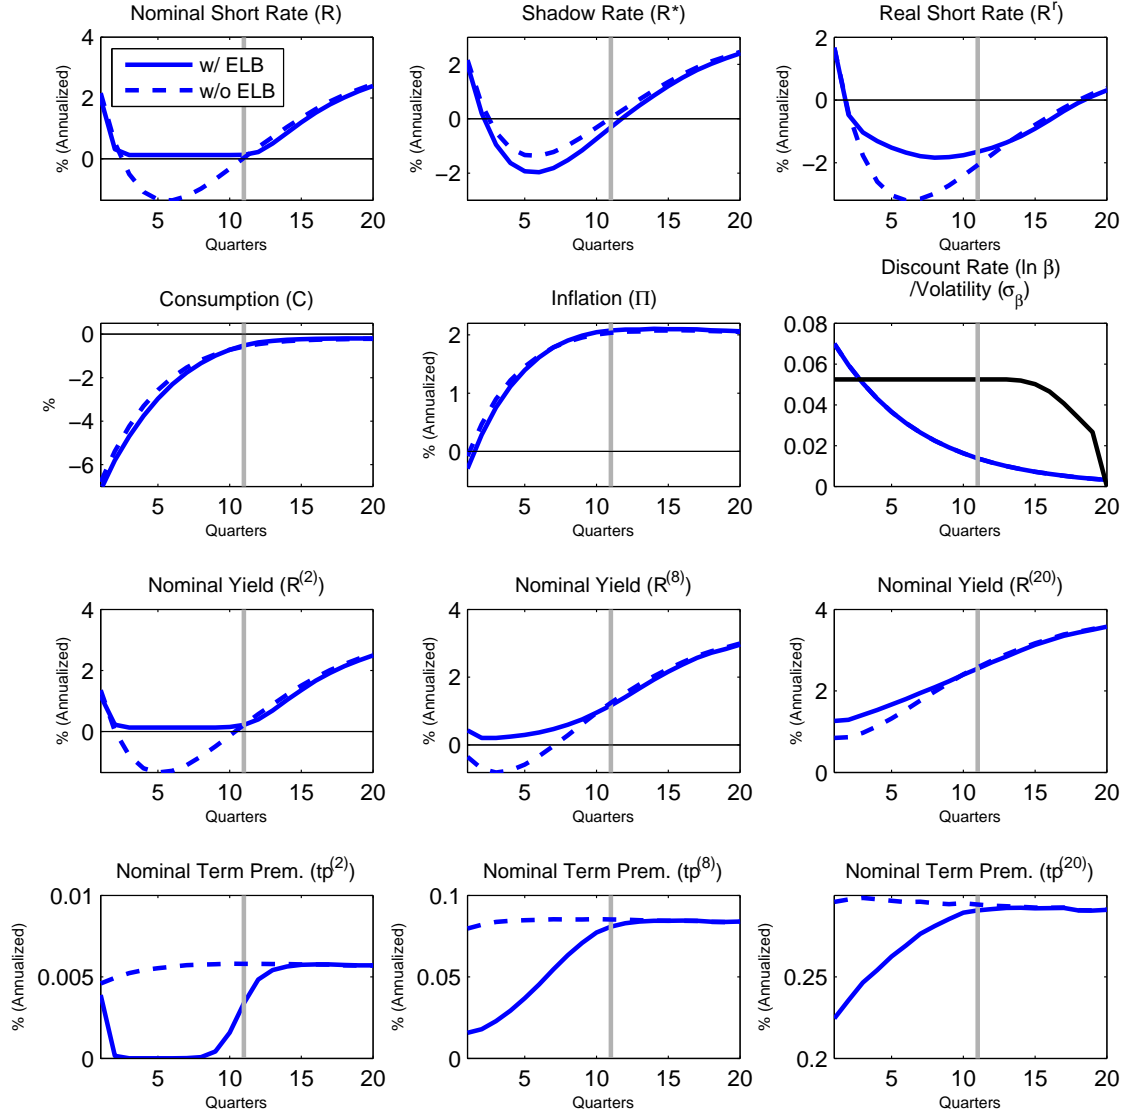 Nominal Short Rate (R)
% (Annualized)
4
2
0
w/ ELB
w/o ELB
5 10 15 20
Quarters
Shadow Rate (R*)
% (Annualized)
2
0
−2
5 10 15 20
Quarters
Real Short Rate (Rʳ)
% (Annualized)
2
0
−2
5 10 15 20
Quarters
Consumption (C)
%
0
−2
−4
−6
5 10 15 20
Quarters
Inflation (Π)
% (Annualized)
2
1
0
5 10 15 20
Quarters
Discount Rate (ln β)
/Volatility (σβ)
0.08
0.06
0.04
0.02
0
5 10 15 20
Quarters
Nominal Yield (R⁽²⁾)
% (Annualized)
4
2
0
5 10 15 20
Quarters
Nominal Yield (R⁽⁸⁾)
% (Annualized)
4
2
0
5 10 15 20
Quarters
Nominal Yield (R⁽²⁰⁾)
% (Annualized)
4
2
0
5 10 15 20
Quarters
Nominal Term Prem. (tp⁽²⁾)
% (Annualized)
0.01
0.005
0
5 10 15 20
Quarters
Nominal Term Prem. (tp⁽⁸⁾)
% (Annualized)
0.1
0.05
0
5 10 15 20
Quarters
Nominal Term Prem. (tp⁽²⁰⁾)
% (Annualized)
0.25
0.2
5 10 15 20
Quarters